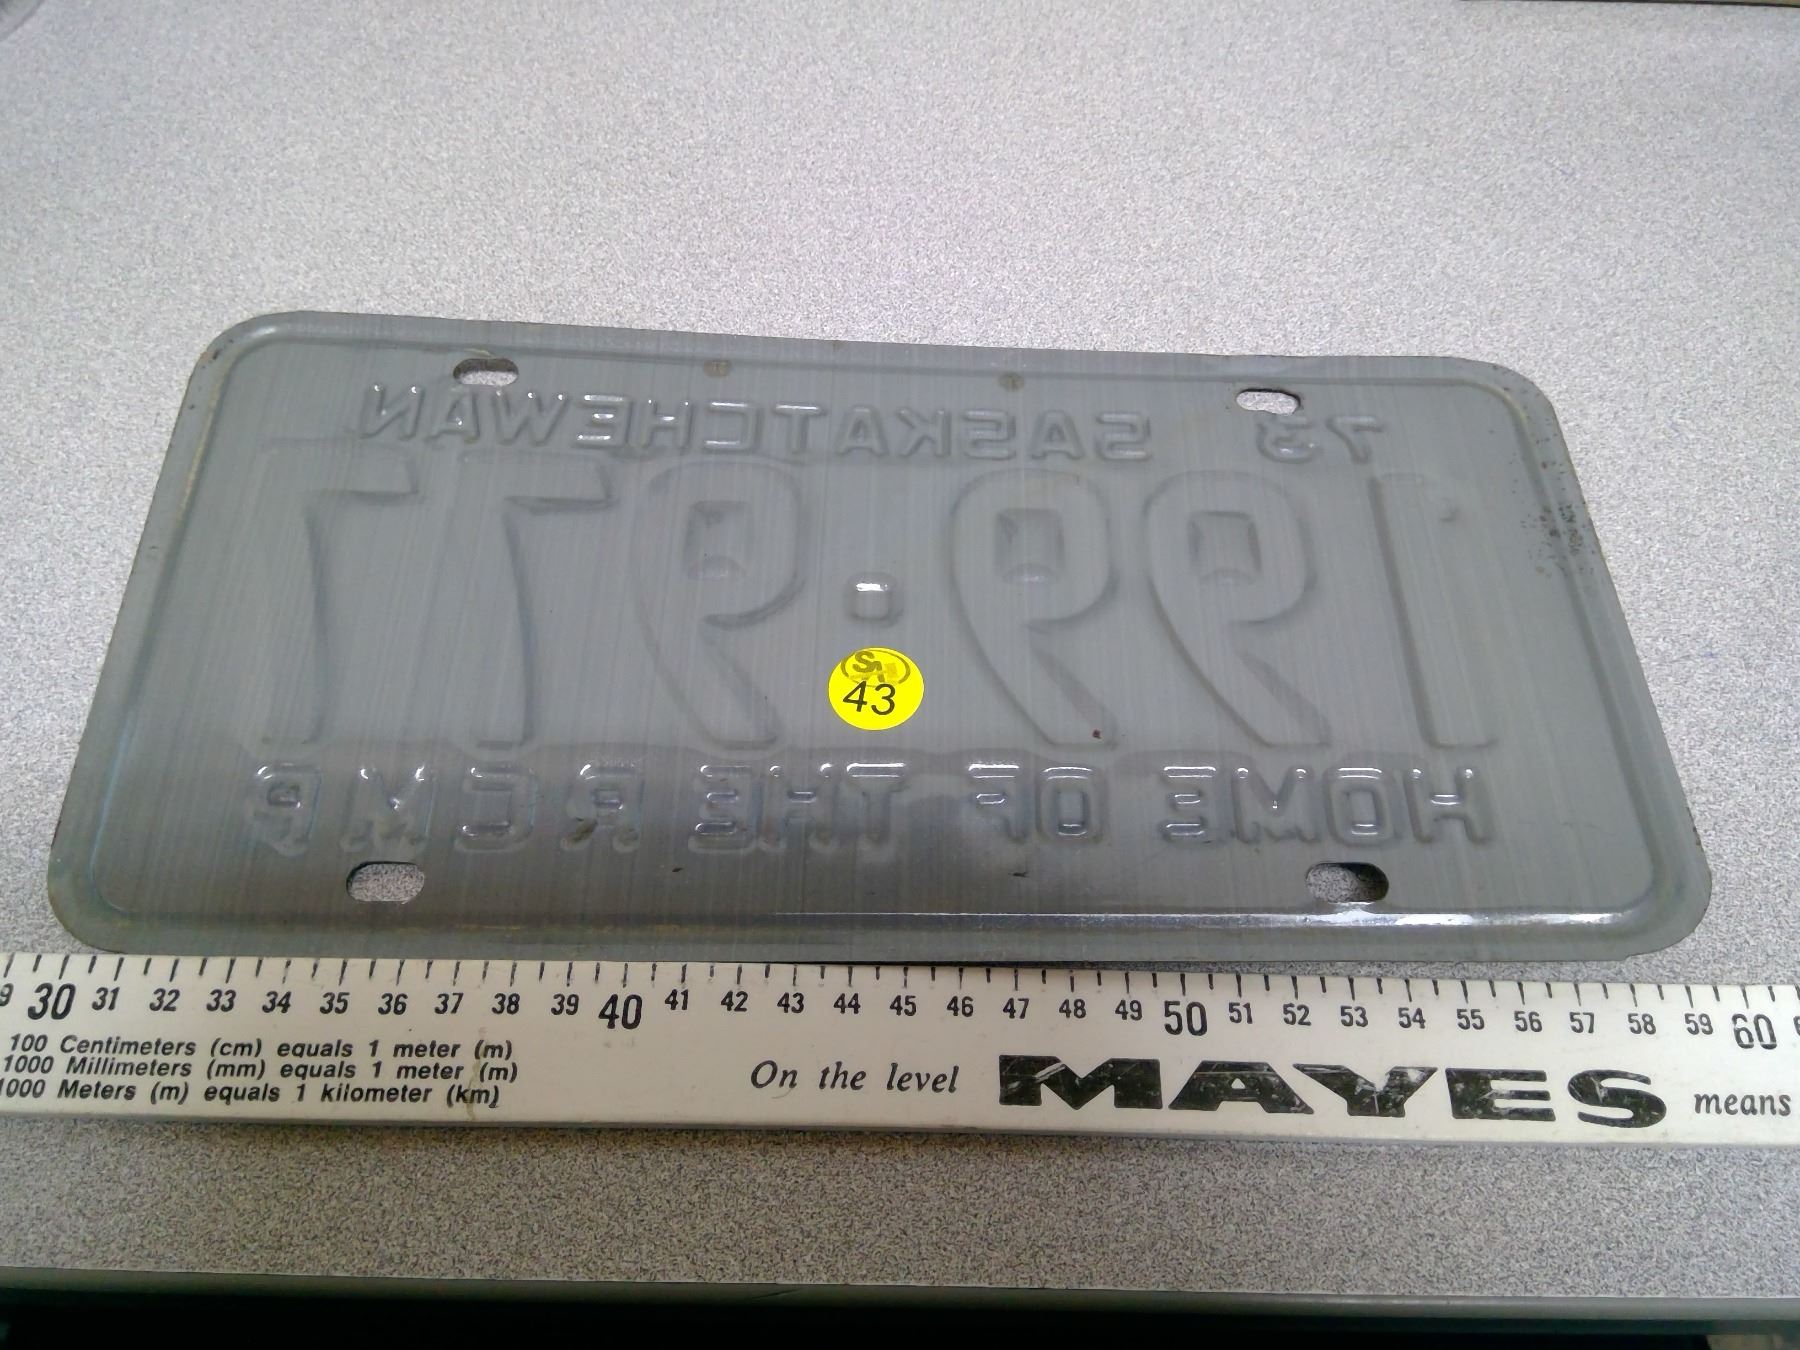 73 SASKATCHEWAN
199·977
43
HOME OF THE RCMP
30 31 32 33 34 35 36 37 38 39 40 41 42 43 44 45 46 47 48 49 50 51 52 53 54 55 56 57 58 59 60
100 Centimeters (cm) equals 1 meter (m)
1000 Millimeters (mm) equals 1 meter (m)
1000 Meters (m) equals 1 kilometer (km)
On the level MAYES means